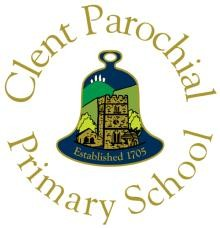 Clent Parochial
Established 1705
Primary School